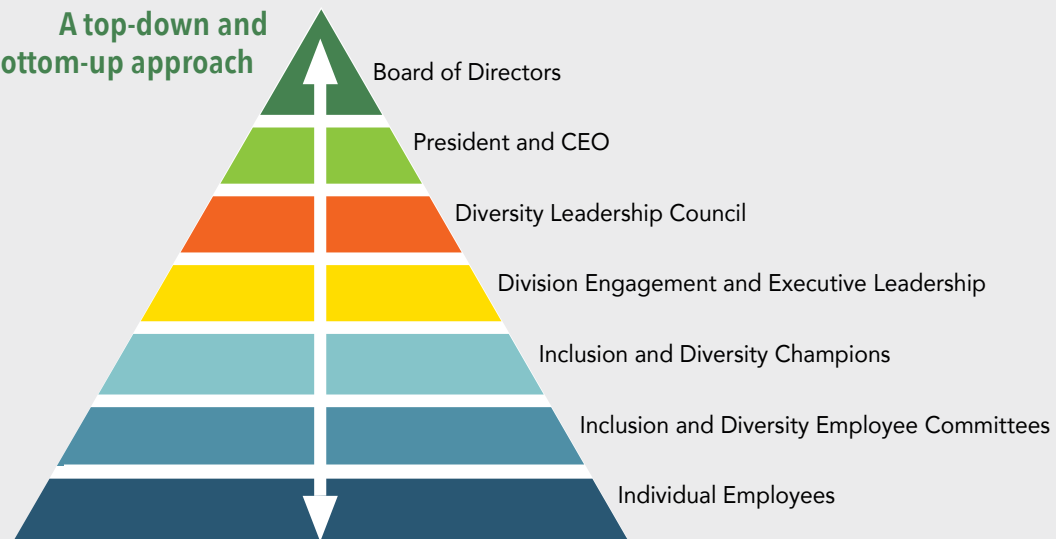 A top-down and
ottom-up approach
Board of Directors
President and CEO
Diversity Leadership Council
Division Engagement and Executive Leadership
Inclusion and Diversity Champions
Inclusion and Diversity Employee Committees
Individual Employees